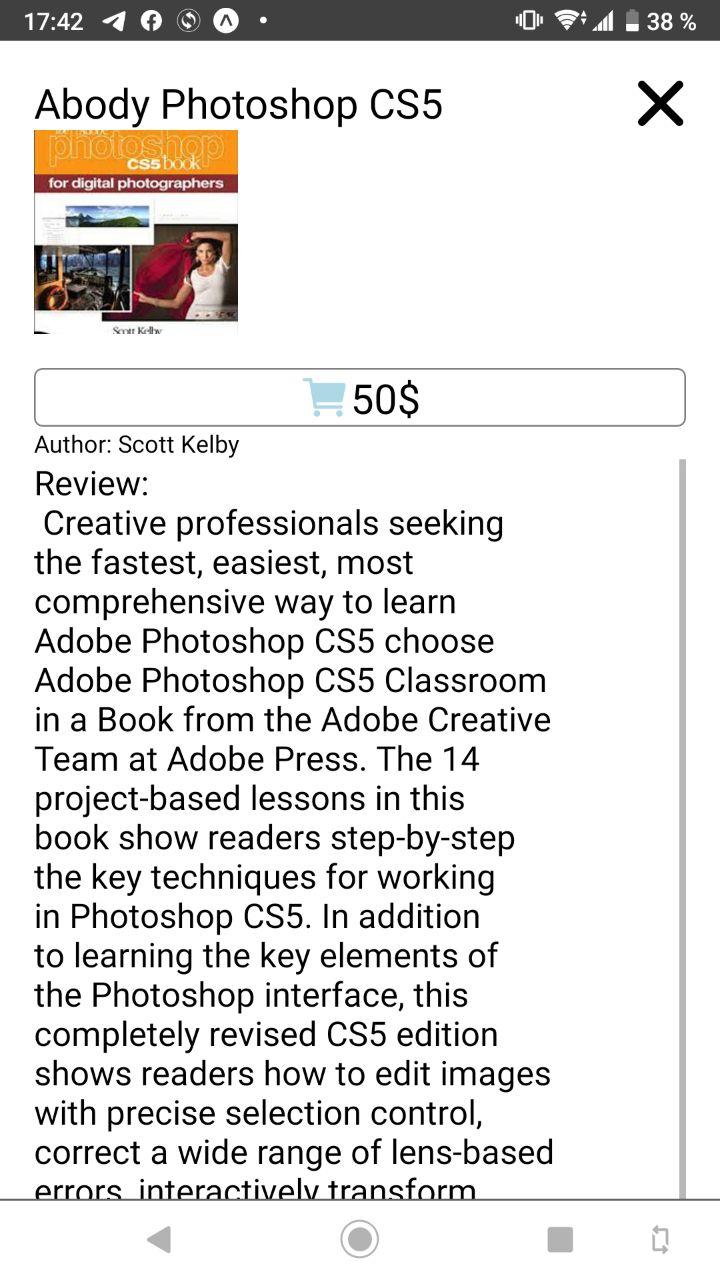 17:42
38 %
Abody Photoshop CS5
photoshop
CS5 book
for digital photographers
Scott Kelby
50$
Author: Scott Kelby
Review:
Creative professionals seeking
the fastest, easiest, most
comprehensive way to learn
Adobe Photoshop CS5 choose
Adobe Photoshop CS5 Classroom
in a Book from the Adobe Creative
Team at Adobe Press. The 14
project-based lessons in this
book show readers step-by-step
the key techniques for working
in Photoshop CS5. In addition
to learning the key elements of
the Photoshop interface, this
completely revised CS5 edition
shows readers how to edit images
with precise selection control,
correct a wide range of lens-based
errors, interactively transform